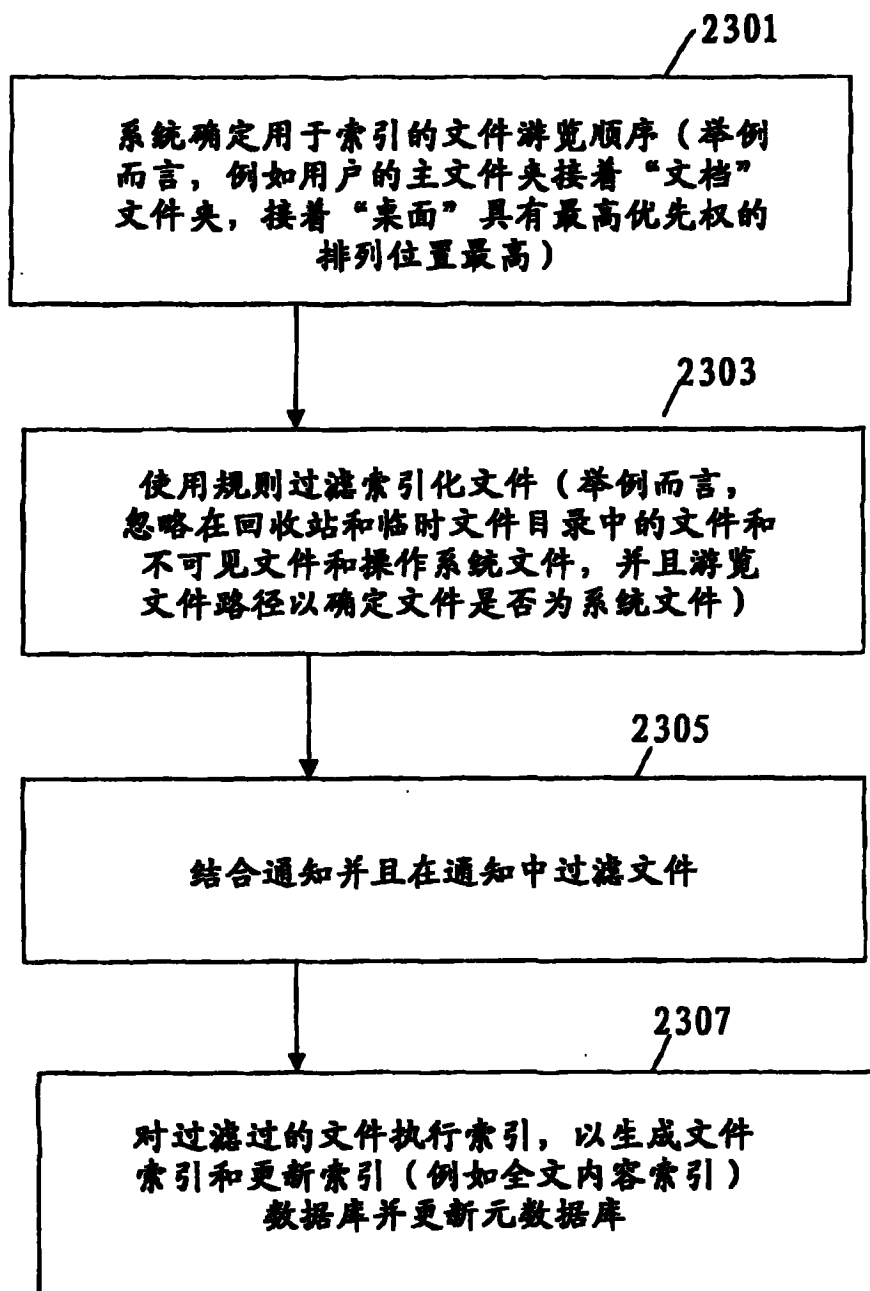 2301
系统确定用于索引的文件游览顺序（举例
而言，例如用户的主文件夹接着“文档”
文件夹，接着“桌面”具有最高优先权的
排列位置最高）
2303
使用规则过滤索引化文件（举例而言，
忽略在回收站和临时文件目录中的文件和
不可见文件和操作系统文件，并且游览
文件路径以确定文件是否为系统文件）
2305
结合通知并且在通知中过滤文件
2307
对过滤过的文件执行索引，以生成文件
索引和更新索引（例如全文内容索引）
数据库并更新元数据库